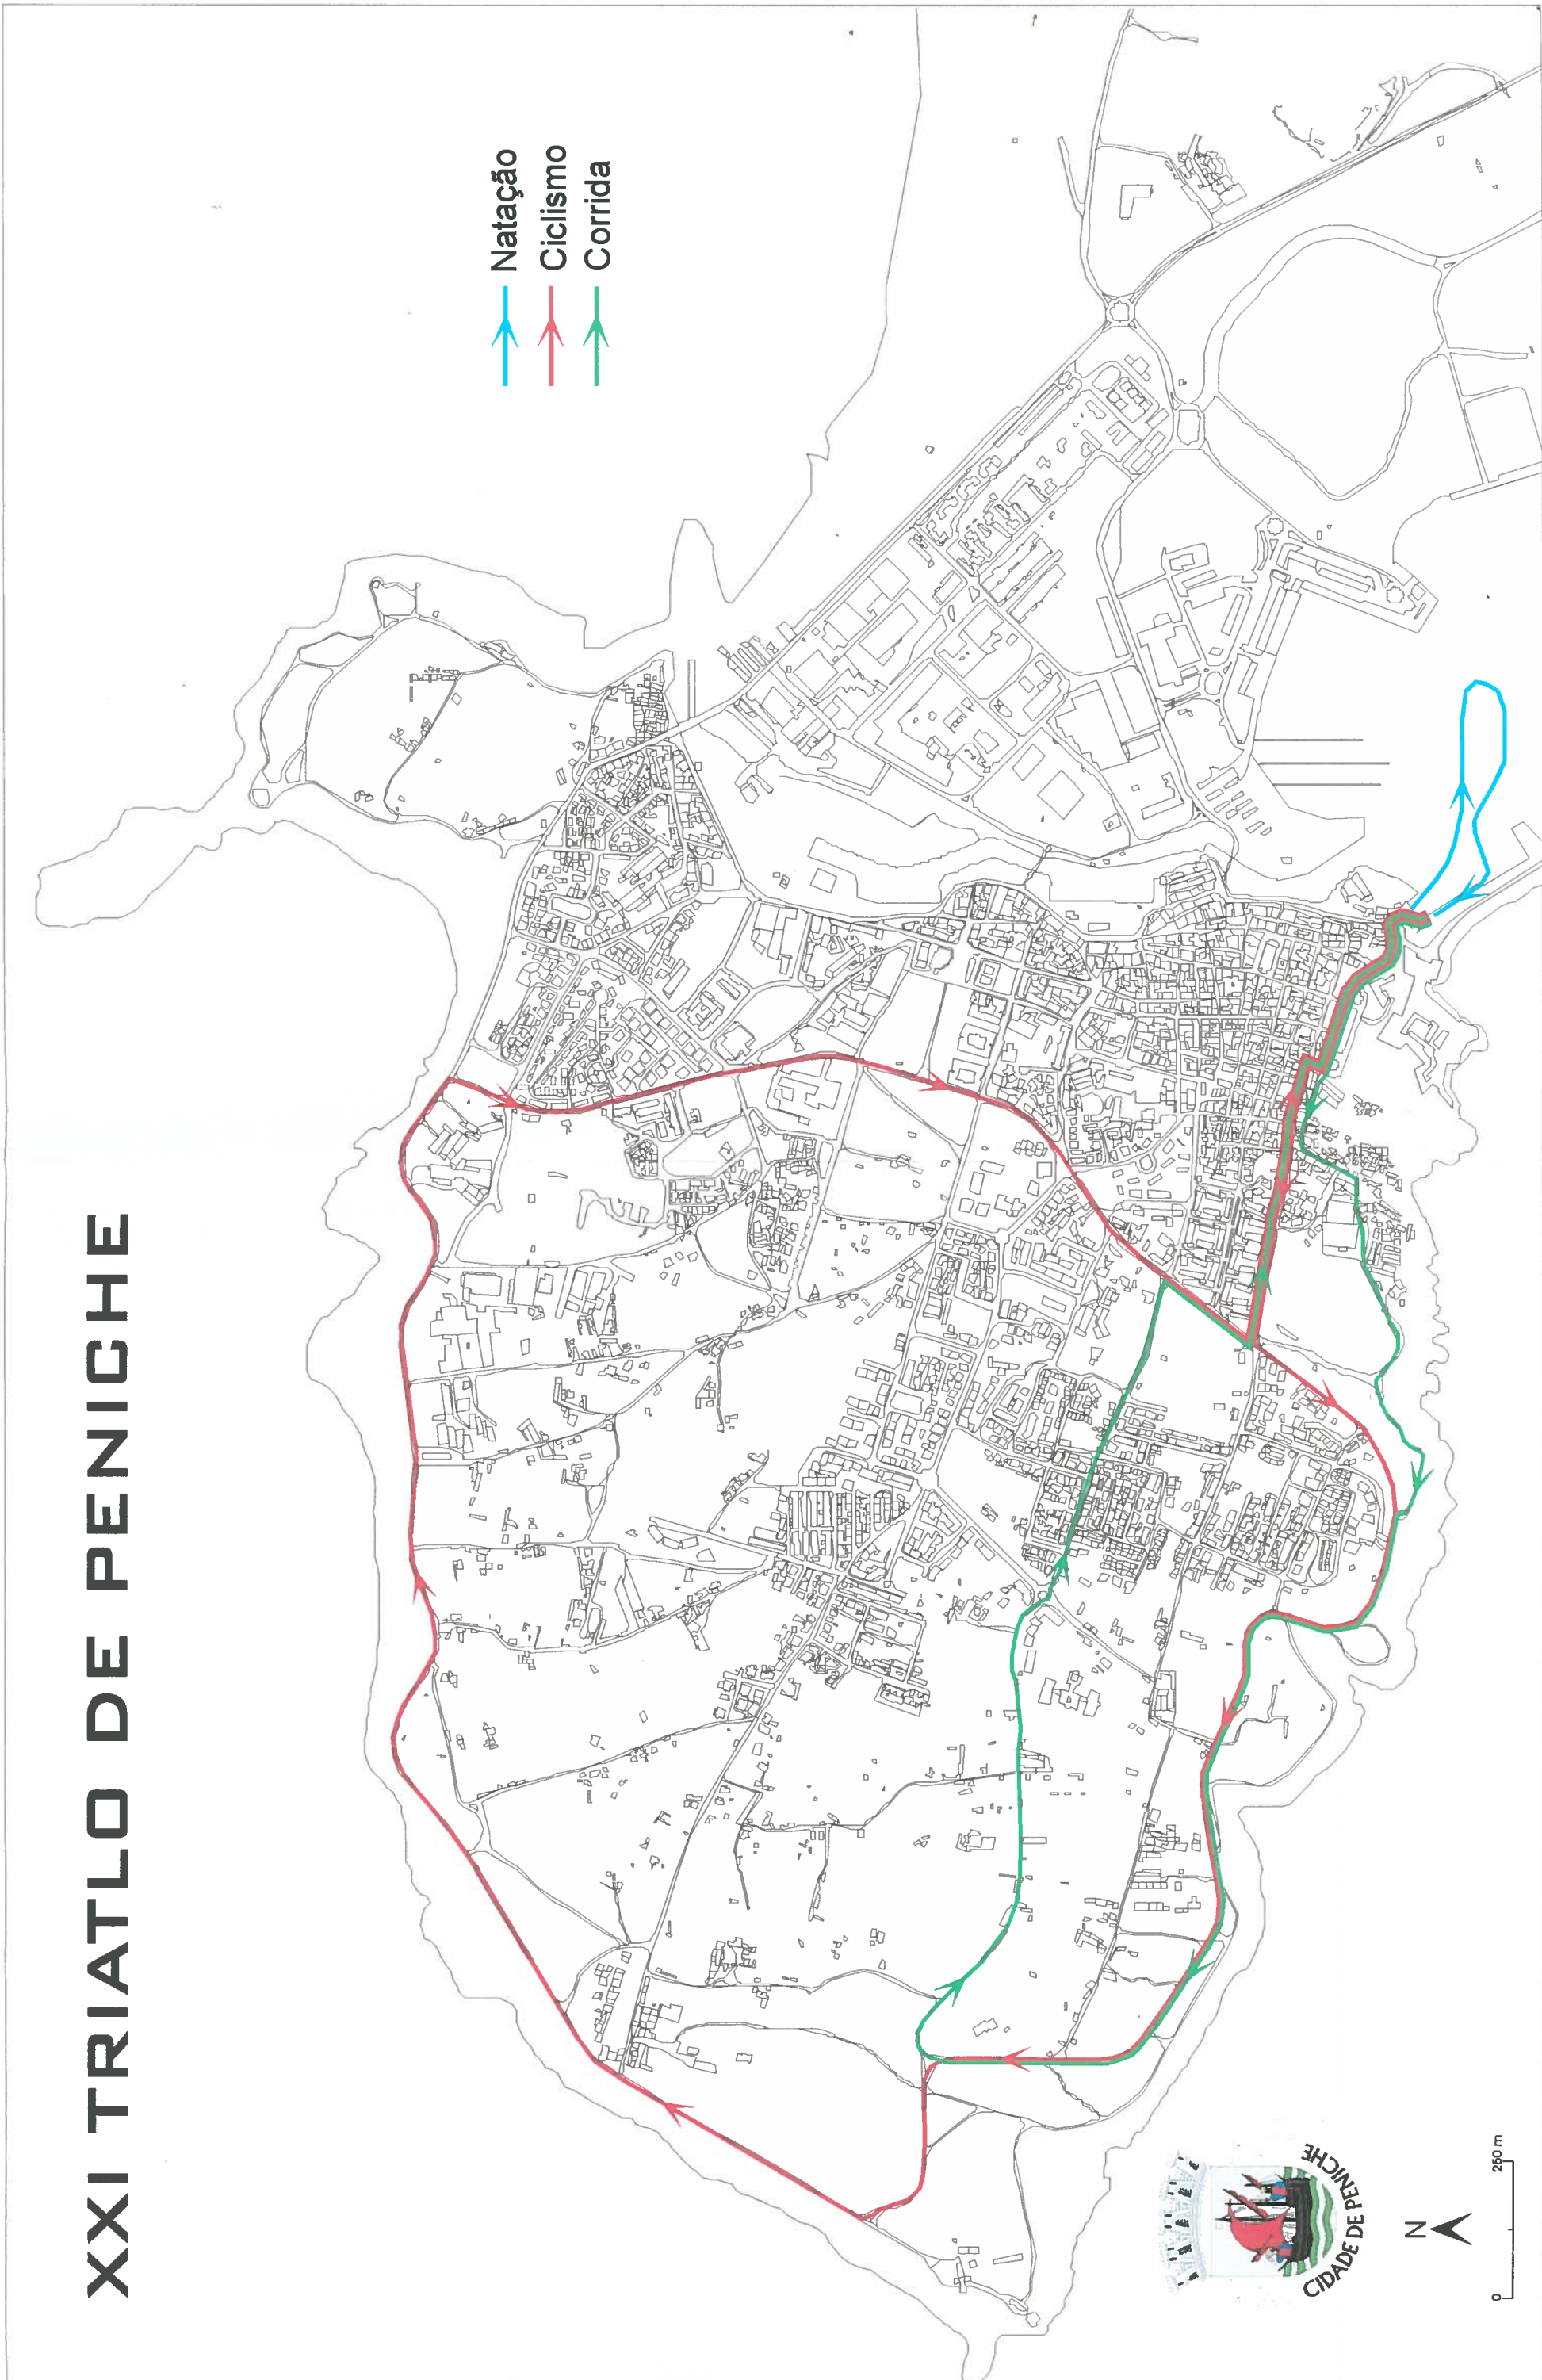 XXI TRIATLO DE PENICHE
Natação
Ciclismo
Corrida
CIDADE DE PENICHE
N
0 250 m